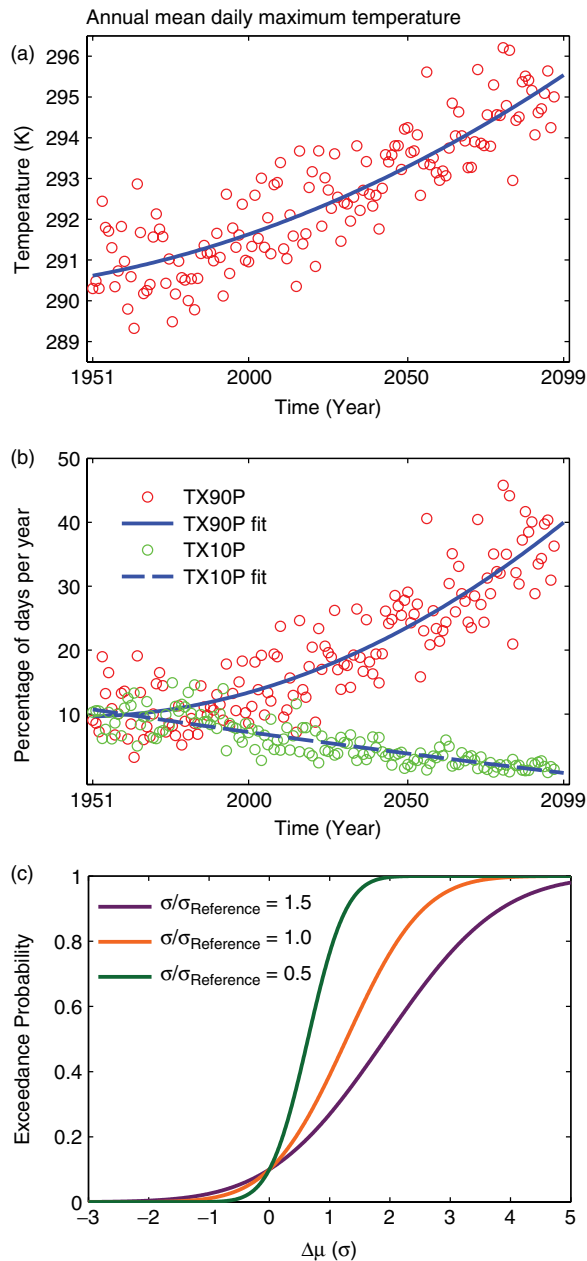 Annual mean daily maximum temperature
(a)
296
295
294
293
292
291
290
289
Temperature (K)
1951
2000
2050
2099
Time (Year)
(b)
50
40
30
20
10
Percentage of days per year
TX90P
TX90P fit
TX10P
TX10P fit
1951
2000
2050
2099
Time (Year)
(c)
1
0.8
0.6
0.4
0.2
0
Exceedance Probability
σ/σReference = 1.5
σ/σReference = 1.0
σ/σReference = 0.5
−3
−2
−1
0
1
2
3
4
5
Δμ (σ)